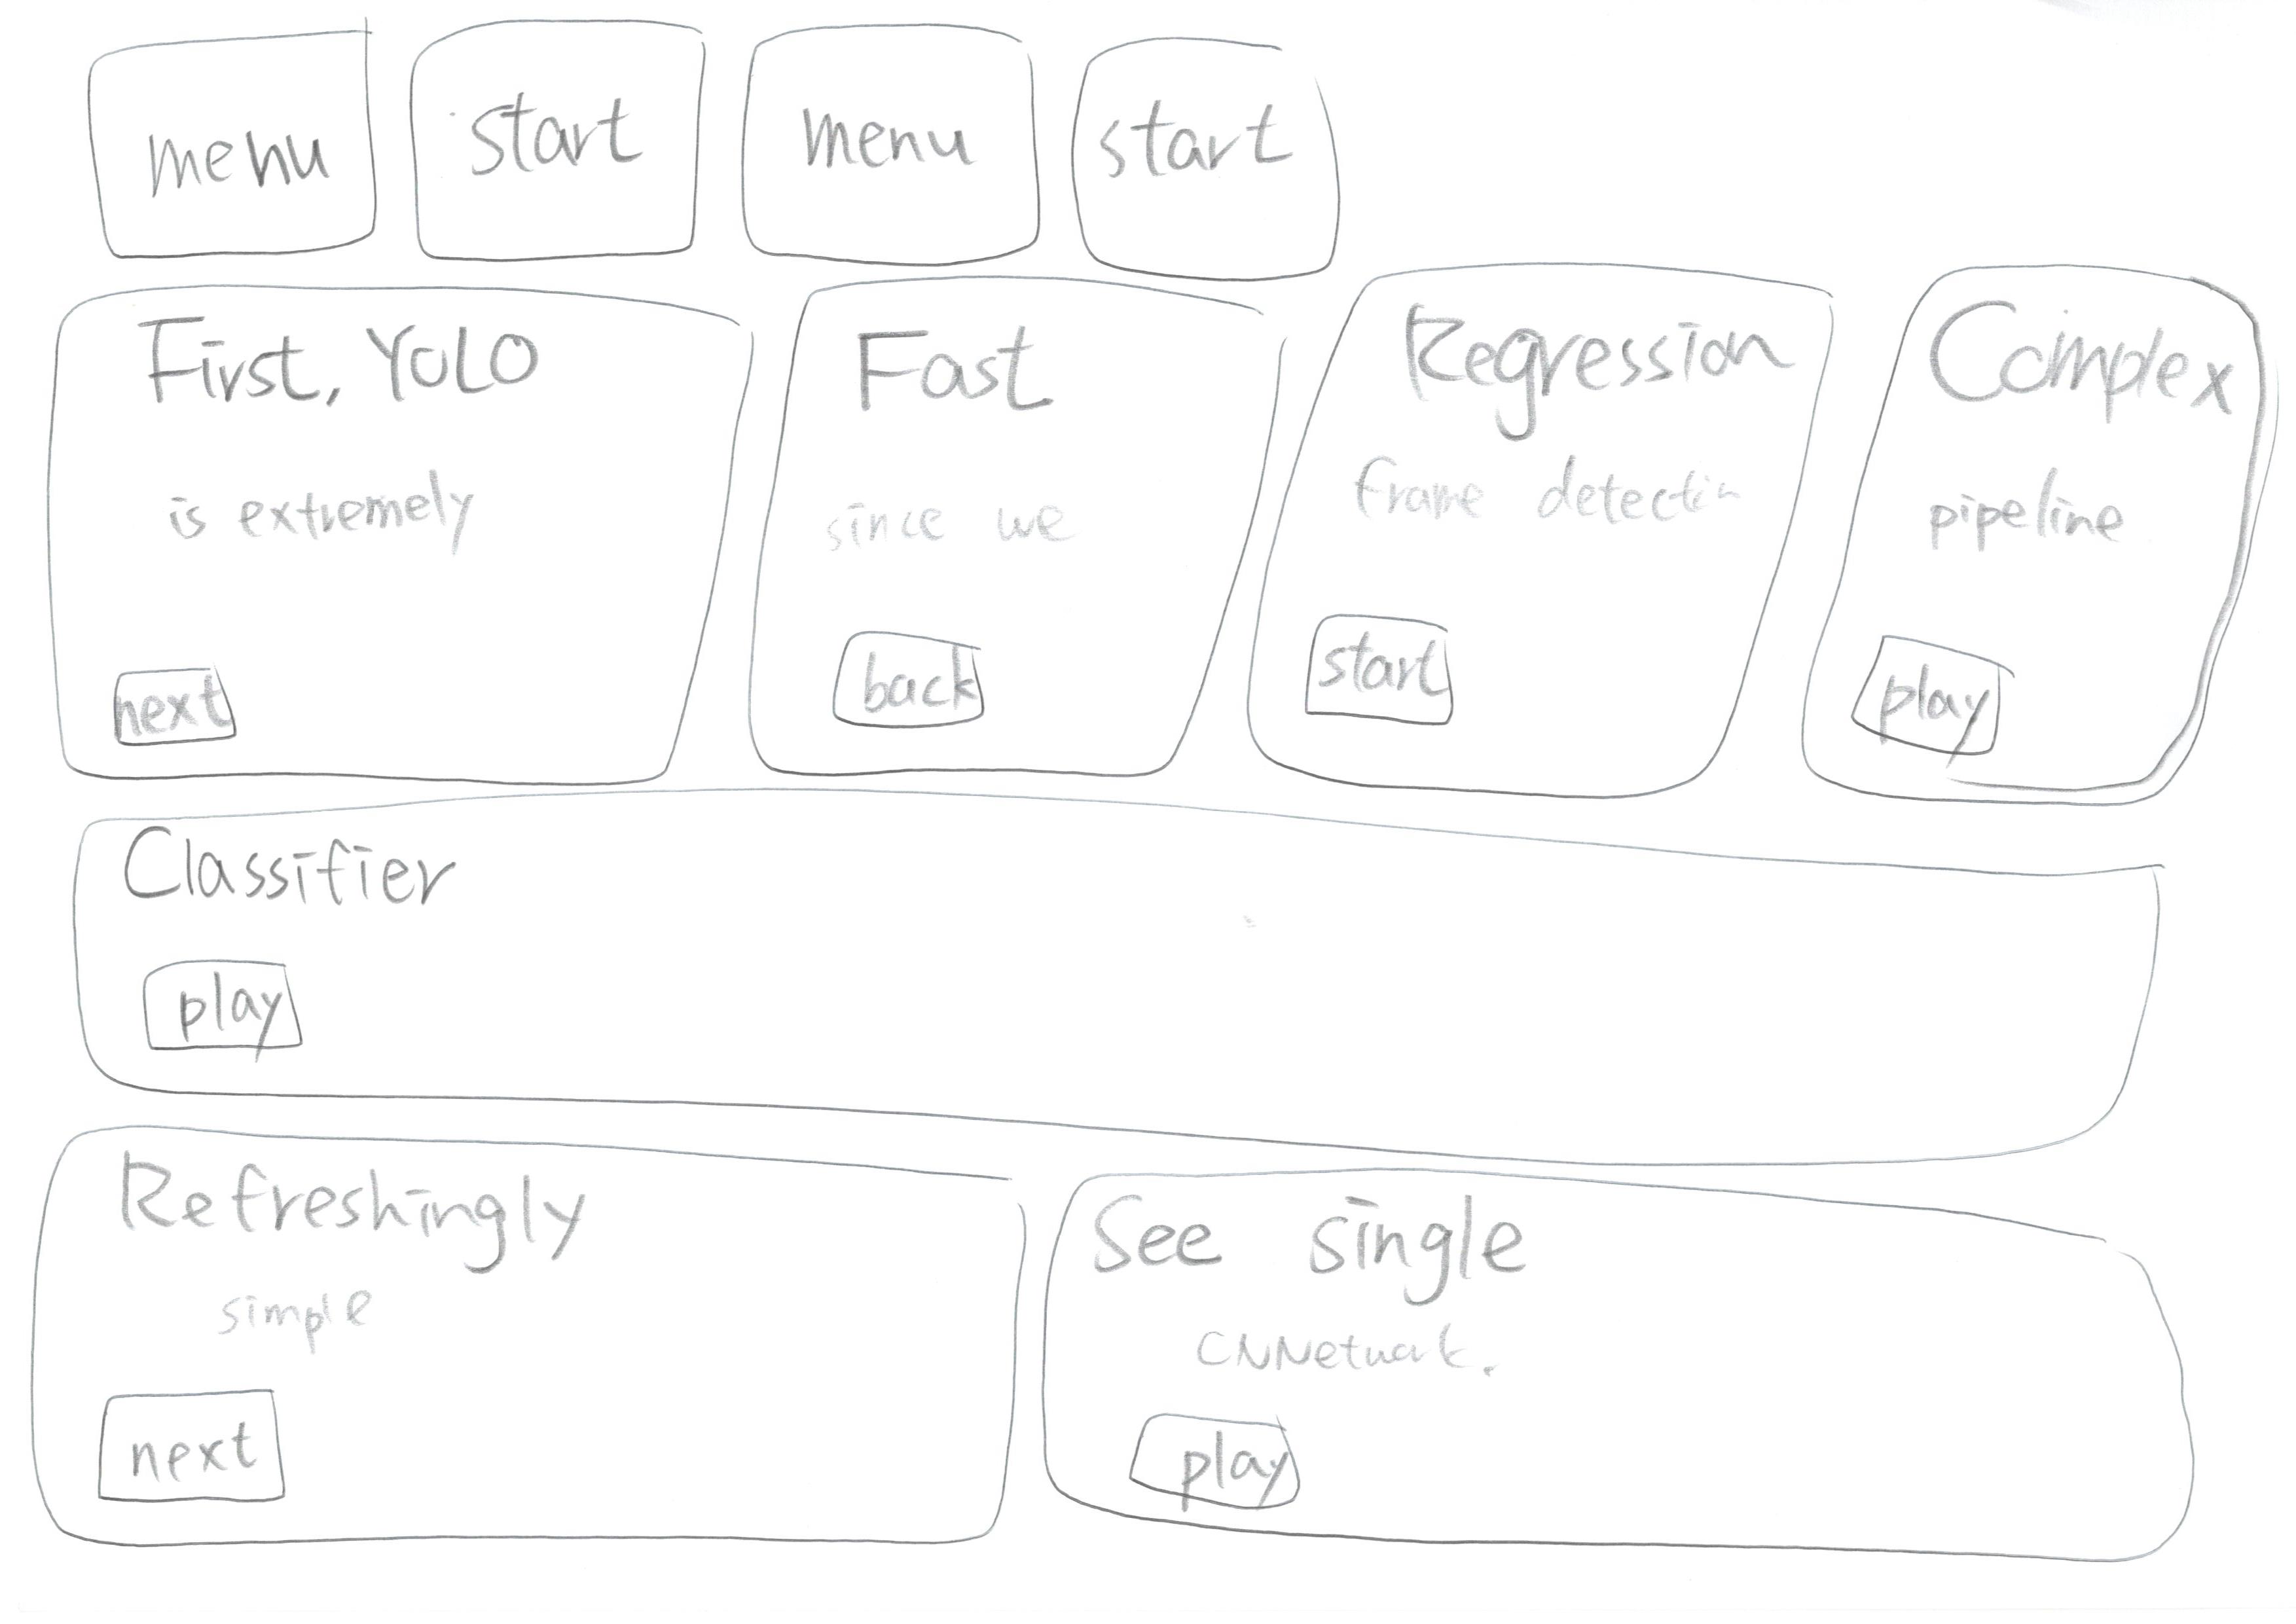 menu start menu start
First, YOLO Fast Regression Complex
is extremely since we frame detectin pipeline
next back start play
Classifier
play
Refreshingly See single
simple CNNetwork.
next play